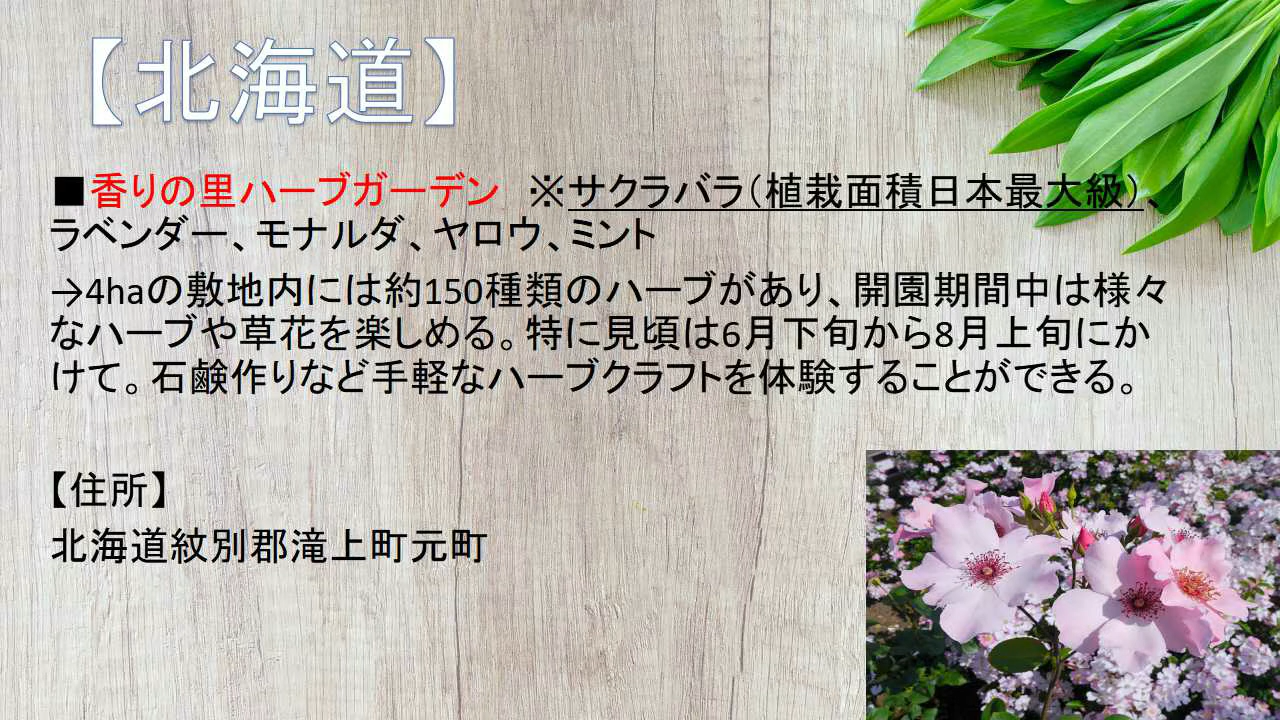 【北海道】
■香りの里ハーブガーデン　※サクラバラ（植栽面積日本最大級）、
ラベンダー、モナルダ、ヤロウ、ミント
→4haの敷地内には約150種類のハーブがあり、開園期間中は様々
なハーブや草花を楽しめる。特に見頃は6月下旬から8月上旬にか
けて。石鹸作りなど手軽なハーブクラフトを体験することができる。
【住所】
北海道紋別郡滝上町元町